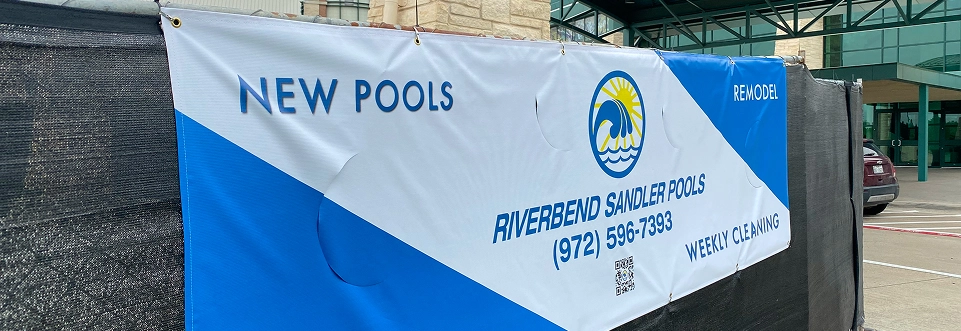 NEW POOLS
REMODEL
RIVERBEND SANDLER POOLS
(972) 596-7393
WEEKLY CLEANING